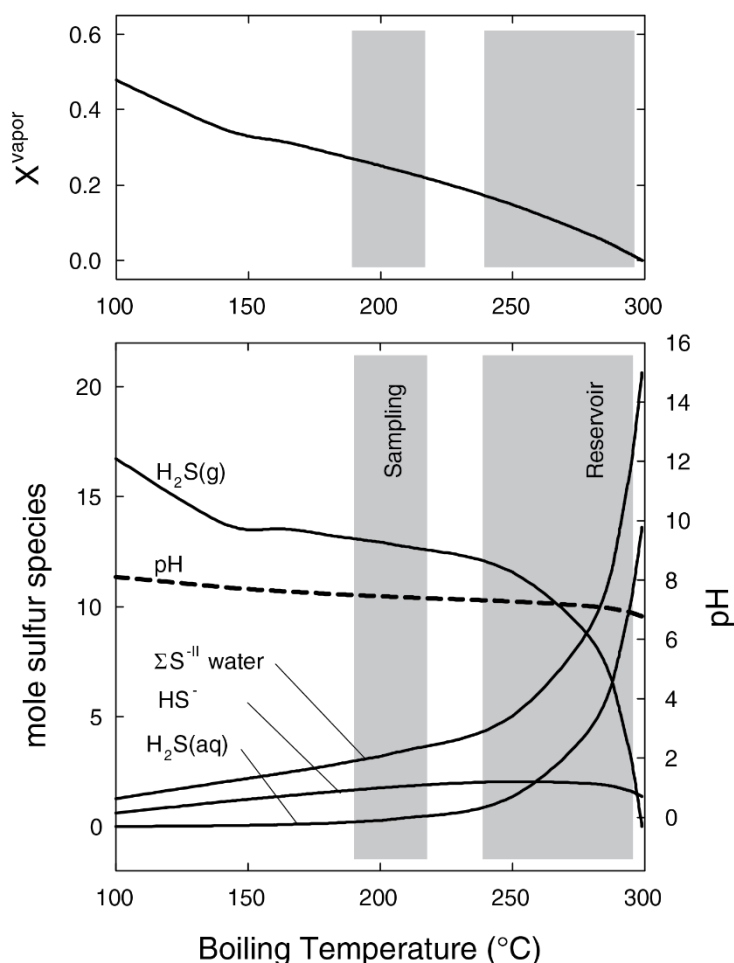 0.6
0.4
0.2
0.0
X^vapor
100 150 200 250 300
20
15
10
5
0
mole sulfur species
16
14
12
10
8
6
4
2
0
pH
Sampling
Reservoir
H₂S(g)
pH
ΣS^-II water
HS⁻
H₂S(aq)
100 150 200 250 300
Boiling Temperature (°C)